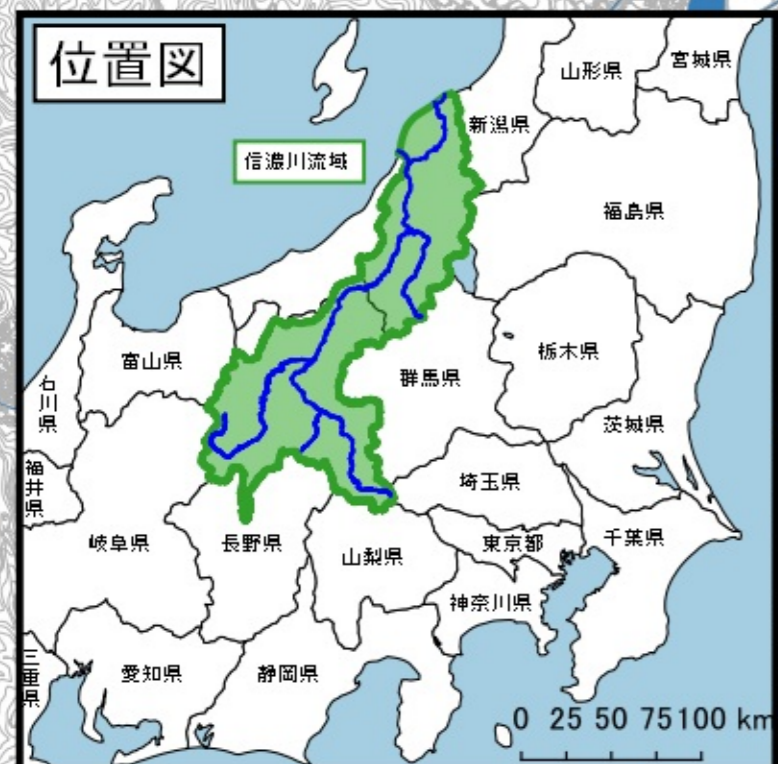 位置図
宮城県
山形県
新潟県
信濃川流域
福島県
富山県
群馬県
栃木県
石川県
茨城県
福井県
埼玉県
岐阜県
長野県
山梨県
東京都
千葉県
神奈川県
三重県
愛知県
静岡県
0 25 50 75 100 km